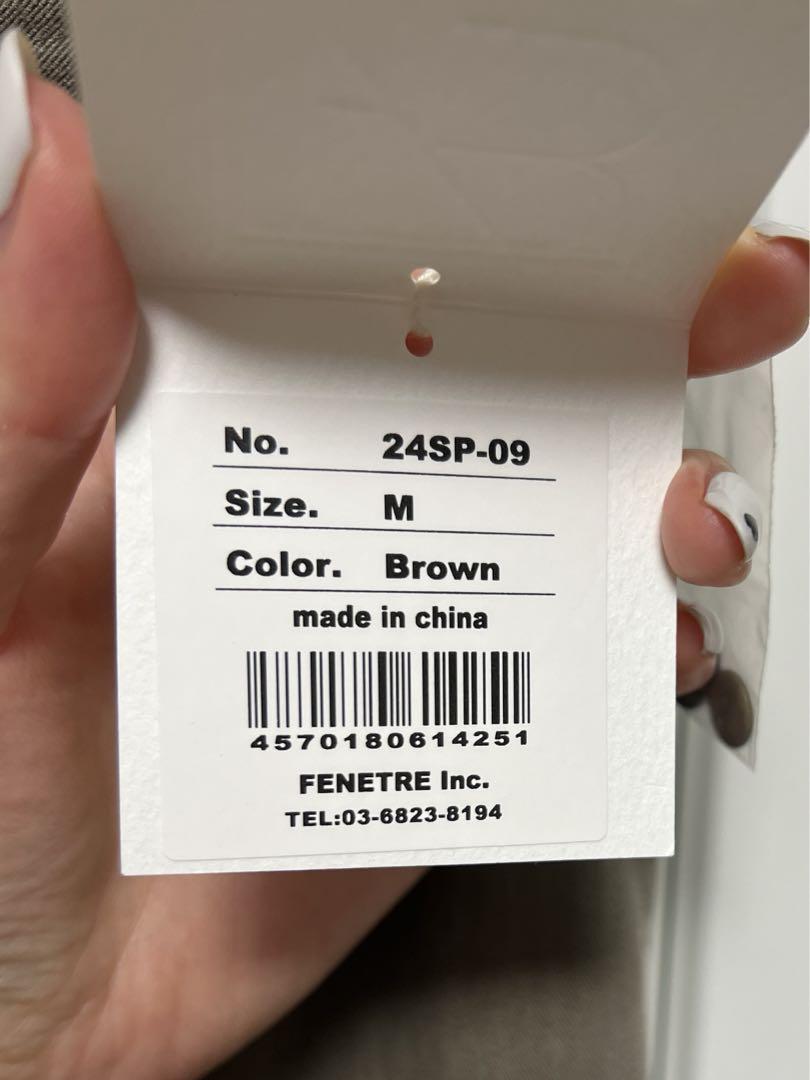 No. 24SP-09
Size. M
Color. Brown
made in china
4570180614251
FENETRE Inc.
TEL:03-6823-8194